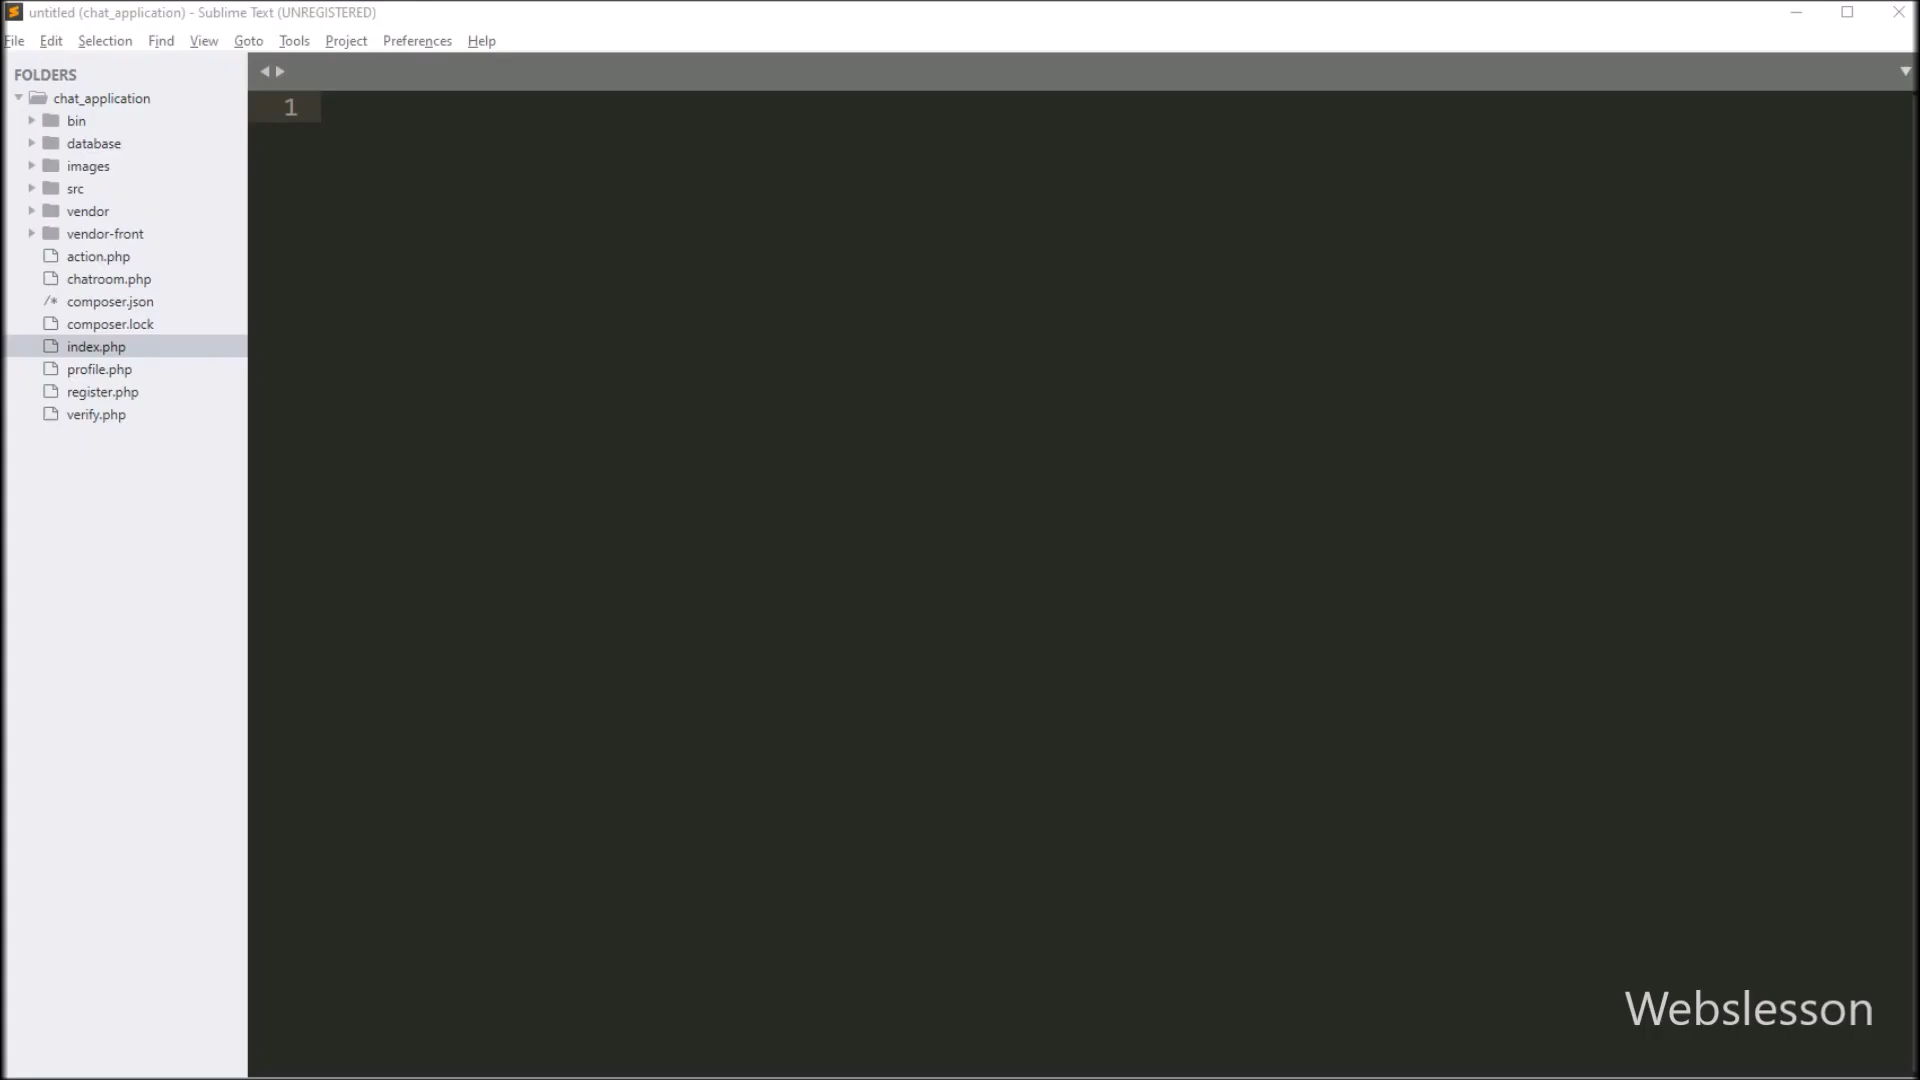 untitled (chat_application) - Sublime Text (UNREGISTERED)
File Edit Selection Find View Goto Tools Project Preferences Help
FOLDERS
chat_application
bin
database
images
src
vendor
vendor-front
action.php
chatroom.php
/* composer.json
composer.lock
index.php
profile.php
register.php
verify.php
1
Webslesson